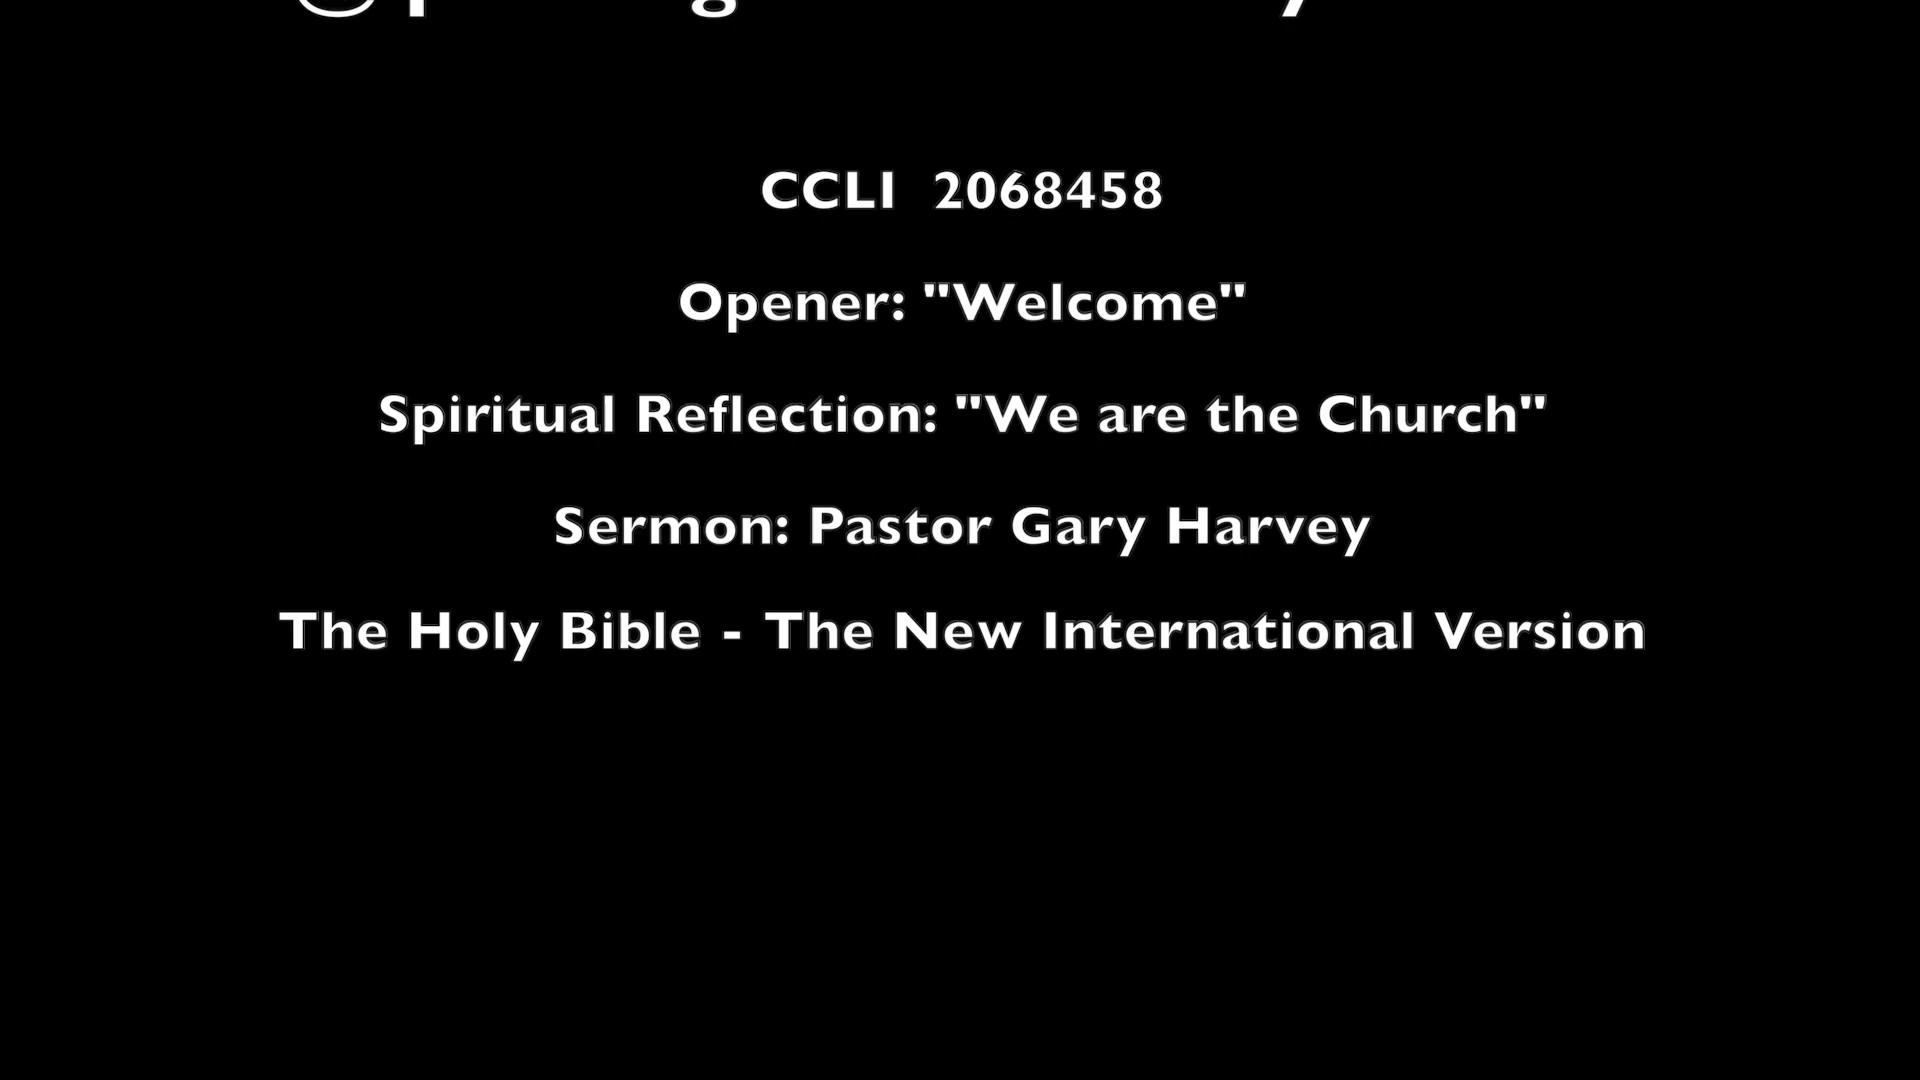 CCLI 2068458
Opener: "Welcome"
Spiritual Reflection: "We are the Church"
Sermon: Pastor Gary Harvey
The Holy Bible - The New International Version